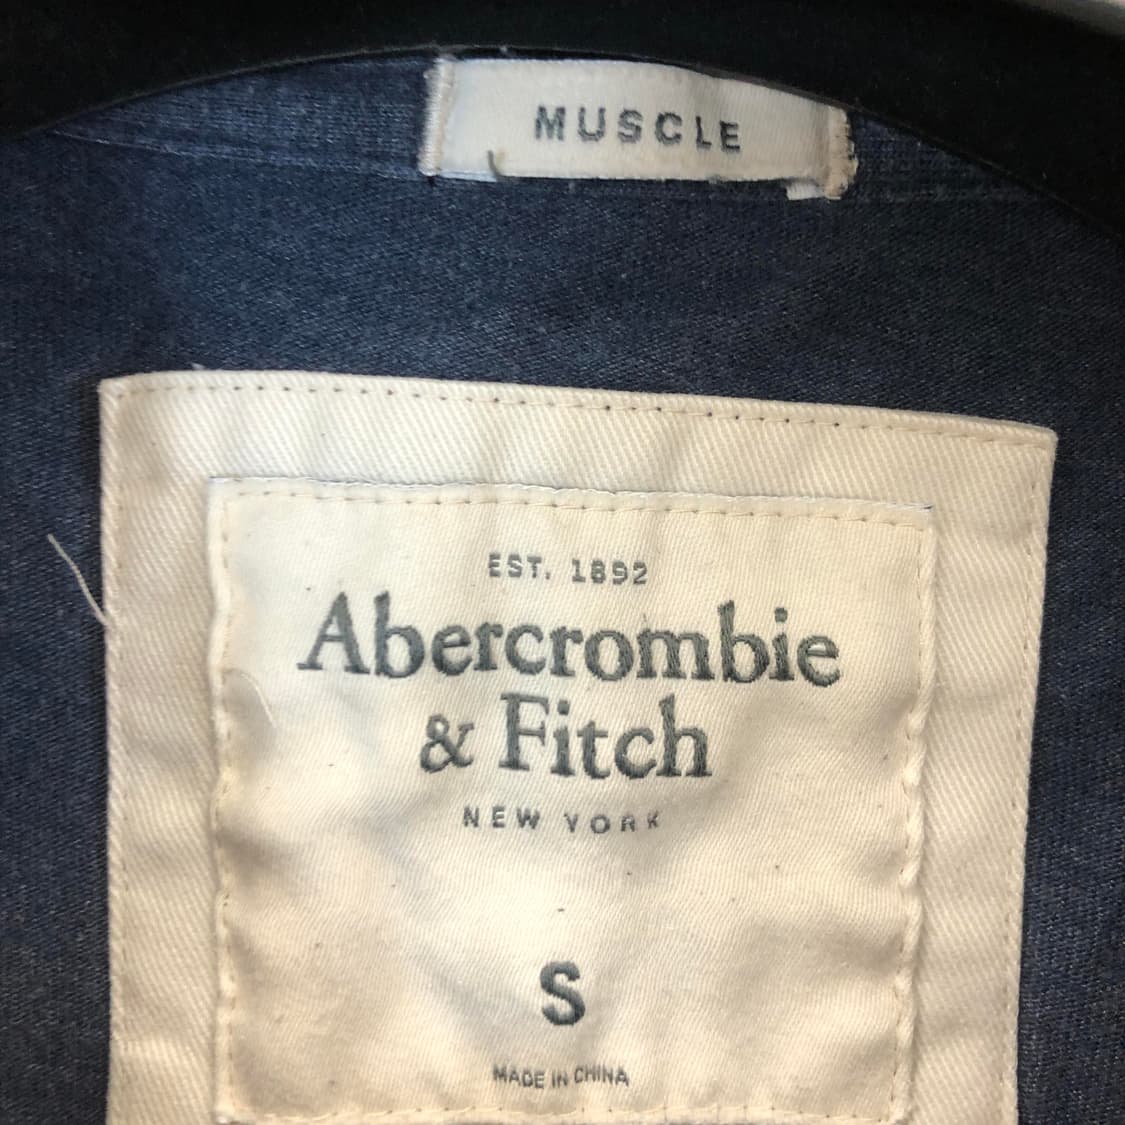 MUSCLE
EST. 1892
Abercrombie
& Fitch
NEW YORK
S
MADE IN CHINA